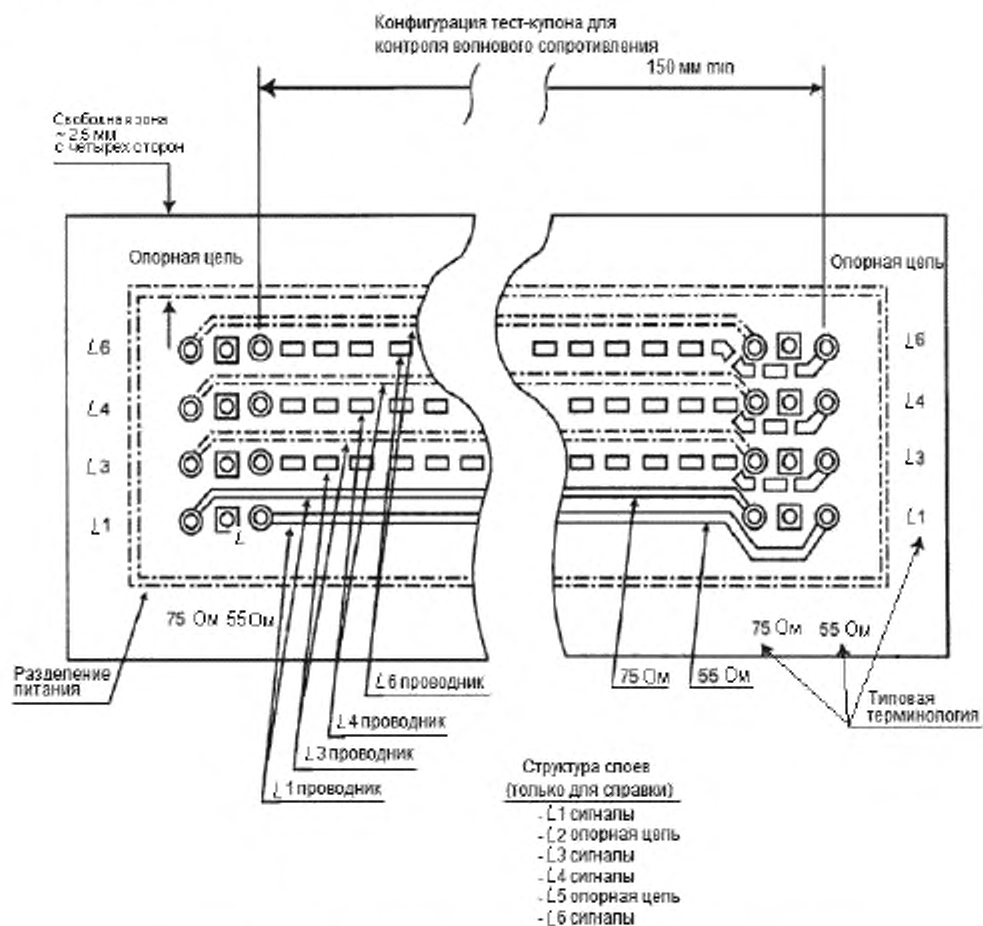 Конфигурация тест-купона для
контроля волнового сопротивления
150 мм min
Свободная зона
~ 2.5 мм
с четырех сторон
Опорная цепь
Опорная цепь
L6
L6
L4
L4
L3
L3
L1
L1
L
75 Ом 55 Ом
75 Ом 55 Ом
Разделение
питания
L6 проводник
75 Ом
55 Ом
Типовая
терминология
L4 проводник
L3 проводник
L1 проводник
Структура слоев
(только для справки)
- L1 сигналы
- L2 опорная цепь
- L3 сигналы
- L4 сигналы
- L5 опорная цепь
- L6 сигналы